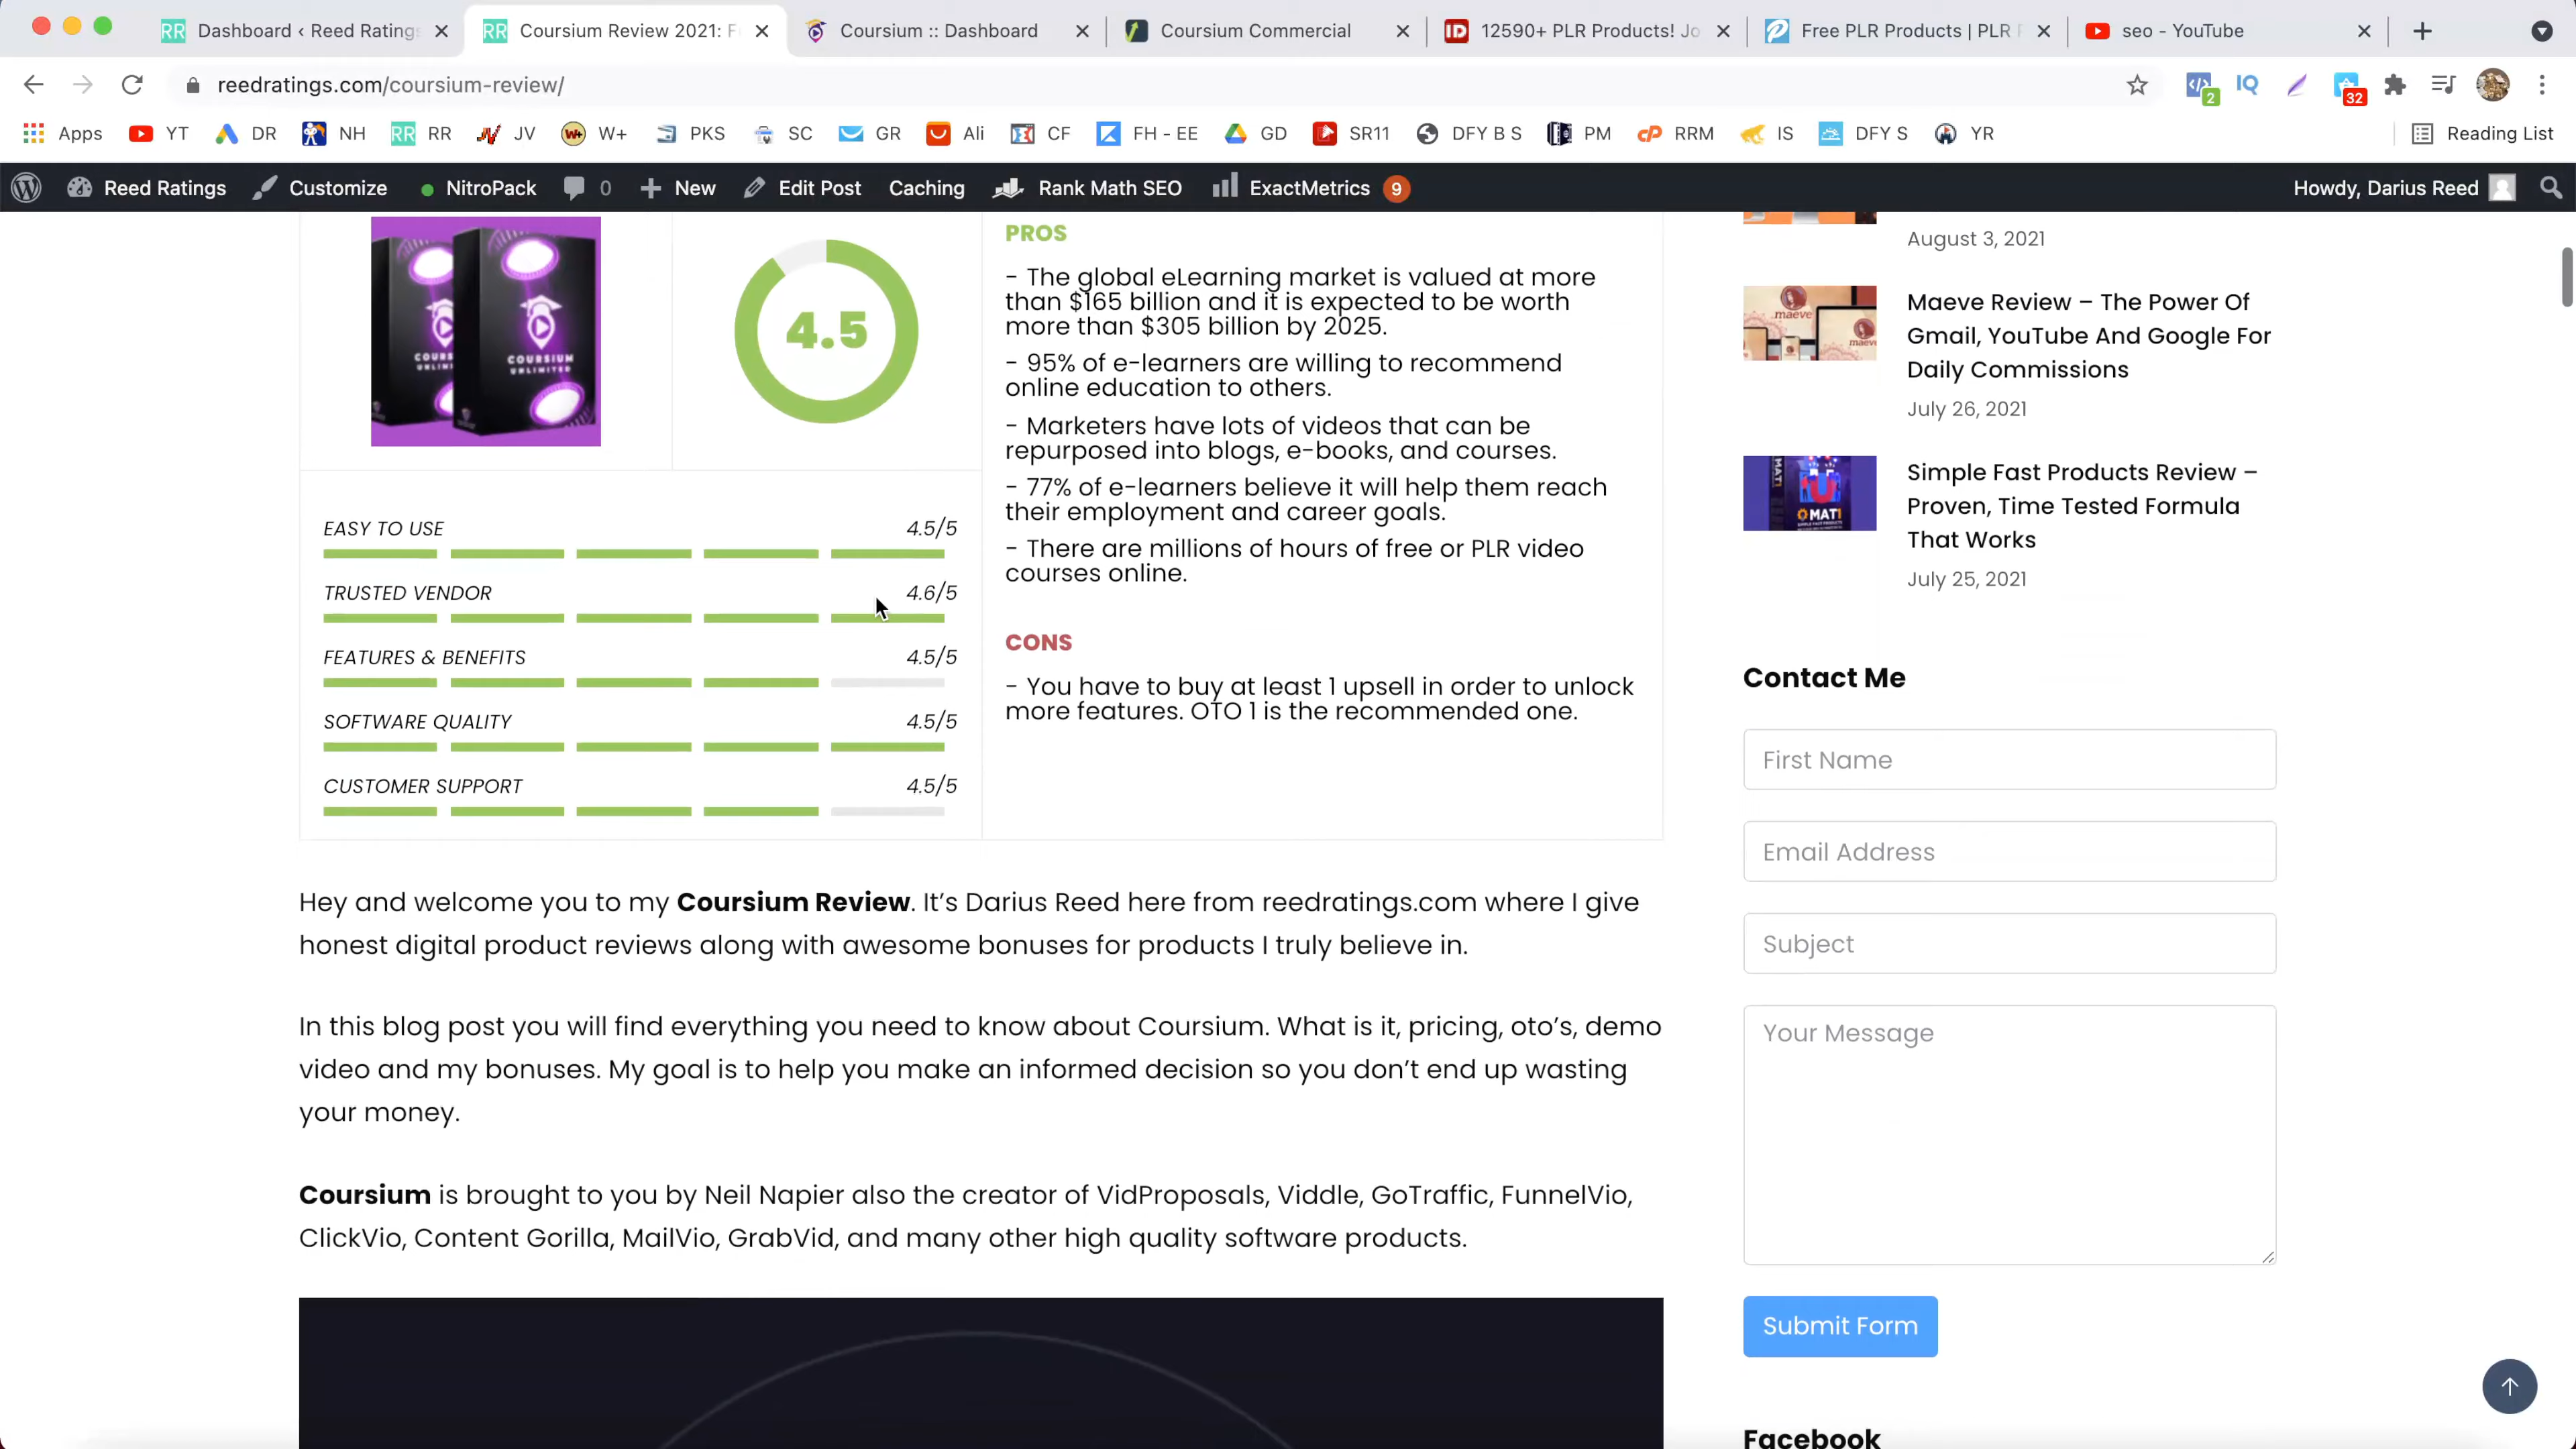 Dashboard ‹ Reed Ratings
Coursium Review 2021: F
Coursium :: Dashboard
Coursium Commercial
12590+ PLR Products! Jo
Free PLR Products | PLR
seo - YouTube
reedratings.com/coursium-review/
2
IQ
32
Apps
YT
DR
NH
RR RR
JV
W+ W+
PKS
SC
GR
Ali
CF
FH - EE
GD
SR11
DFY B S
PM
RRM
IS
DFY S
YR
Reading List
Reed Ratings
Customize
NitroPack
0
New
Edit Post
Caching
Rank Math SEO
ExactMetrics 9
Howdy, Darius Reed
COURSIUM
UNLIMITED
4.5
EASY TO USE 4.5/5
TRUSTED VENDOR 4.6/5
FEATURES & BENEFITS 4.5/5
SOFTWARE QUALITY 4.5/5
CUSTOMER SUPPORT 4.5/5
PROS
- The global eLearning market is valued at more
than $165 billion and it is expected to be worth
more than $305 billion by 2025.
- 95% of e-learners are willing to recommend
online education to others.
- Marketers have lots of videos that can be
repurposed into blogs, e-books, and courses.
- 77% of e-learners believe it will help them reach
their employment and career goals.
- There are millions of hours of free or PLR video
courses online.
CONS
- You have to buy at least 1 upsell in order to unlock
more features. OTO 1 is the recommended one.
Hey and welcome you to my Coursium Review. It's Darius Reed here from reedratings.com where I give
honest digital product reviews along with awesome bonuses for products I truly believe in.
In this blog post you will find everything you need to know about Coursium. What is it, pricing, oto's, demo
video and my bonuses. My goal is to help you make an informed decision so you don't end up wasting
your money.
Coursium is brought to you by Neil Napier also the creator of VidProposals, Viddle, GoTraffic, FunnelVio,
ClickVio, Content Gorilla, MailVio, GrabVid, and many other high quality software products.
August 3, 2021
maeve
Maeve Review – The Power Of
Gmail, YouTube And Google For
Daily Commissions
July 26, 2021
MAT1
Simple Fast Products Review –
Proven, Time Tested Formula
That Works
July 25, 2021
Contact Me
First Name
Email Address
Subject
Your Message
Submit Form
Facebook